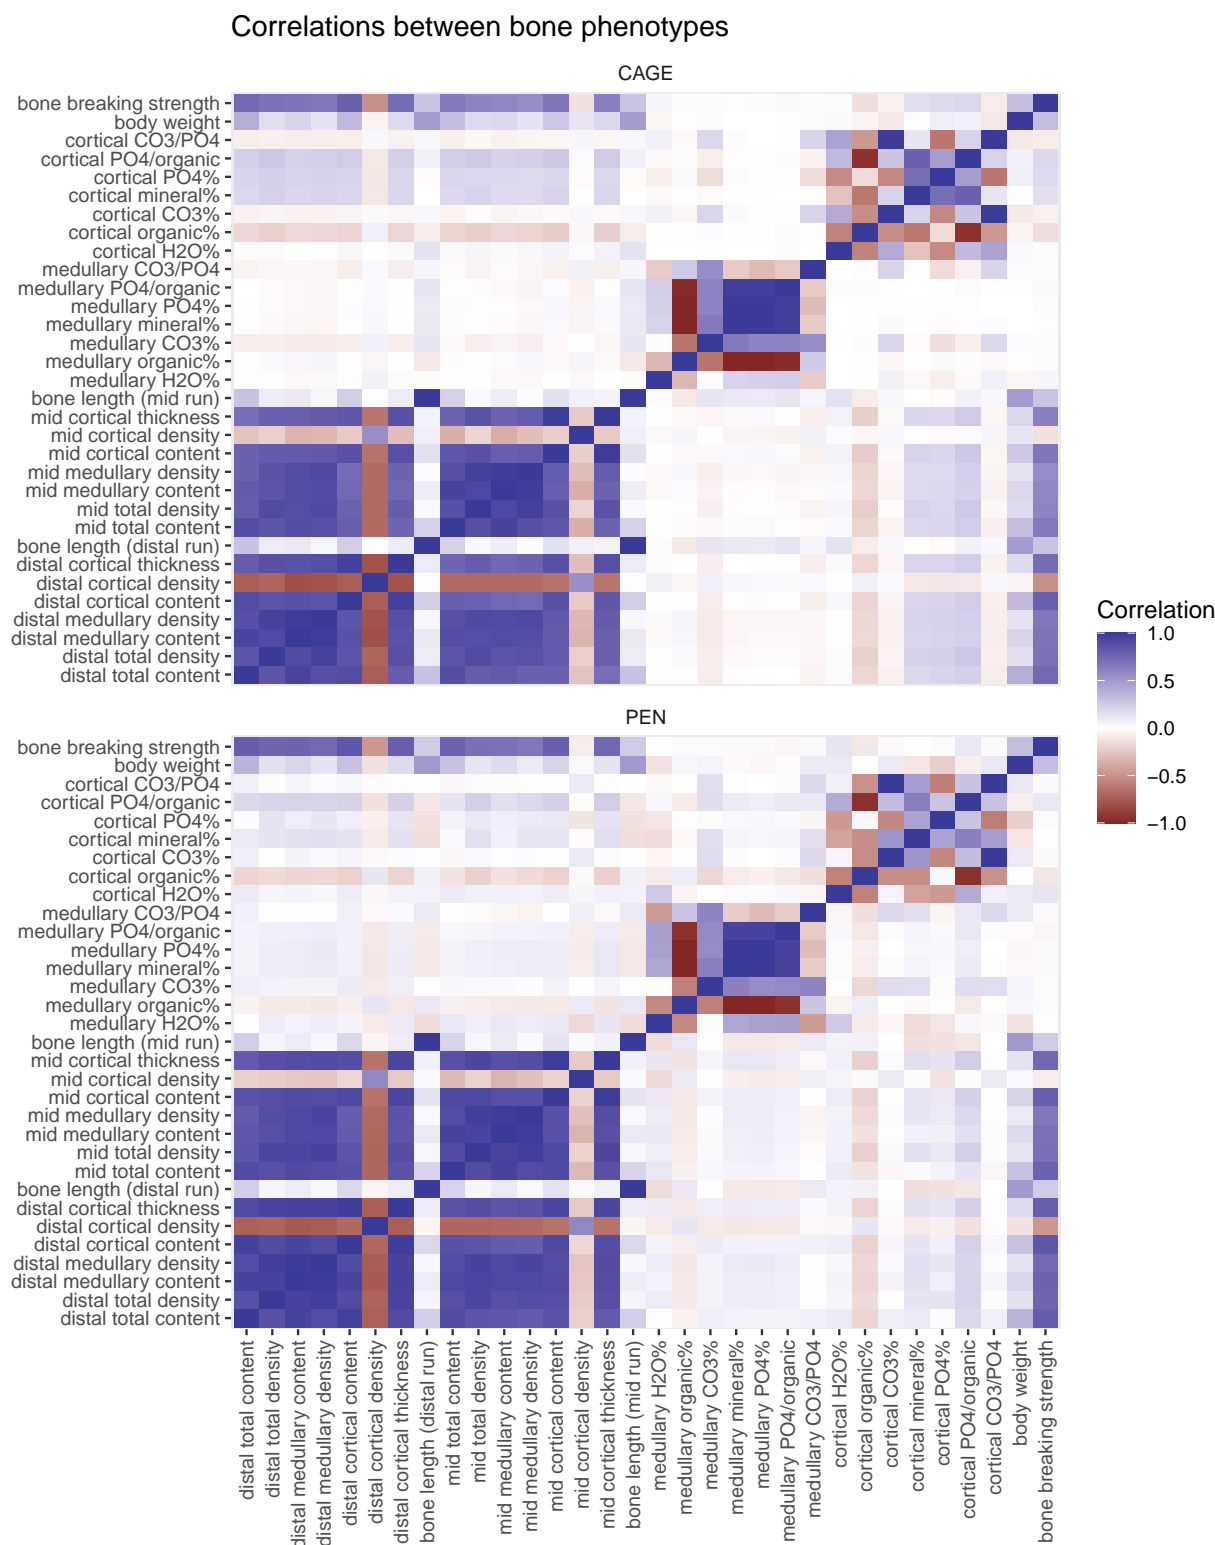 Correlations between bone phenotypes
CAGE
bone breaking strength
body weight
cortical CO3/PO4
cortical PO4/organic
cortical PO4%
cortical mineral%
cortical CO3%
cortical organic%
cortical H2O%
medullary CO3/PO4
medullary PO4/organic
medullary PO4%
medullary mineral%
medullary CO3%
medullary organic%
medullary H2O%
bone length (mid run)
mid cortical thickness
mid cortical density
mid cortical content
mid medullary density
mid medullary content
mid total density
mid total content
bone length (distal run)
distal cortical thickness
distal cortical density
distal cortical content
distal medullary density
distal medullary content
distal total density
distal total content
Correlation
1.0
0.5
0.0
−0.5
−1.0
PEN
bone breaking strength
body weight
cortical CO3/PO4
cortical PO4/organic
cortical PO4%
cortical mineral%
cortical CO3%
cortical organic%
cortical H2O%
medullary CO3/PO4
medullary PO4/organic
medullary PO4%
medullary mineral%
medullary CO3%
medullary organic%
medullary H2O%
bone length (mid run)
mid cortical thickness
mid cortical density
mid cortical content
mid medullary density
mid medullary content
mid total density
mid total content
bone length (distal run)
distal cortical thickness
distal cortical density
distal cortical content
distal medullary density
distal medullary content
distal total density
distal total content
distal total content
distal total density
distal medullary content
distal medullary density
distal cortical content
distal cortical density
distal cortical thickness
bone length (distal run)
mid total content
mid total density
mid medullary content
mid medullary density
mid cortical content
mid cortical density
mid cortical thickness
bone length (mid run)
medullary H2O%
medullary organic%
medullary CO3%
medullary mineral%
medullary PO4%
medullary PO4/organic
medullary CO3/PO4
cortical H2O%
cortical organic%
cortical CO3%
cortical mineral%
cortical PO4%
cortical PO4/organic
cortical CO3/PO4
body weight
bone breaking strength